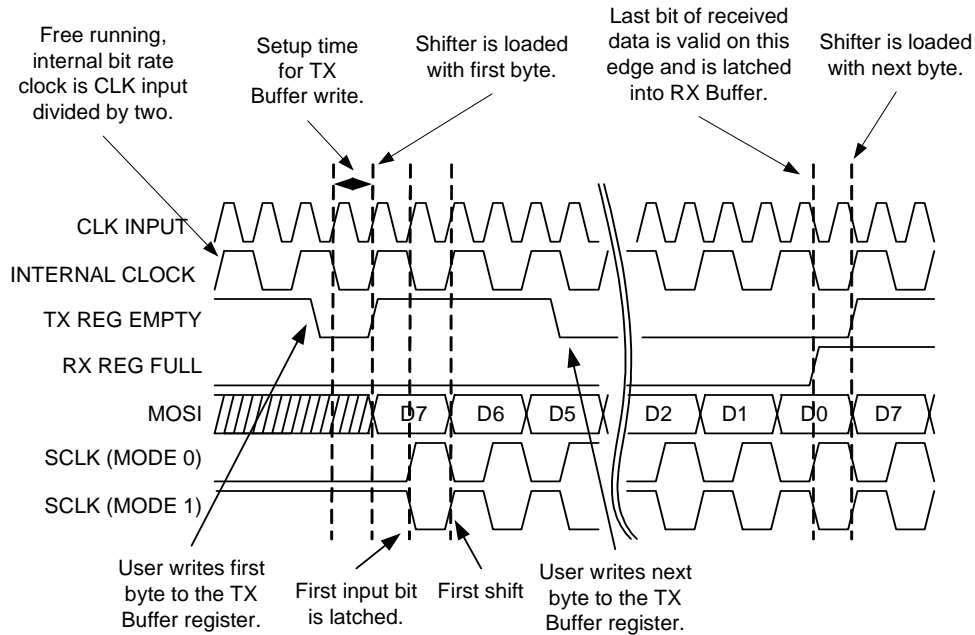 Free running,
internal bit rate
clock is CLK input
divided by two.
Setup time
for TX
Buffer write.
Shifter is loaded
with first byte.
Last bit of received
data is valid on this
edge and is latched
into RX Buffer.
Shifter is loaded
with next byte.
CLK INPUT
INTERNAL CLOCK
TX REG EMPTY
RX REG FULL
MOSI
D7
D6
D5
D2
D1
D0
D7
SCLK (MODE 0)
SCLK (MODE 1)
User writes first
byte to the TX
Buffer register.
First input bit
is latched.
First shift
User writes next
byte to the TX
Buffer register.